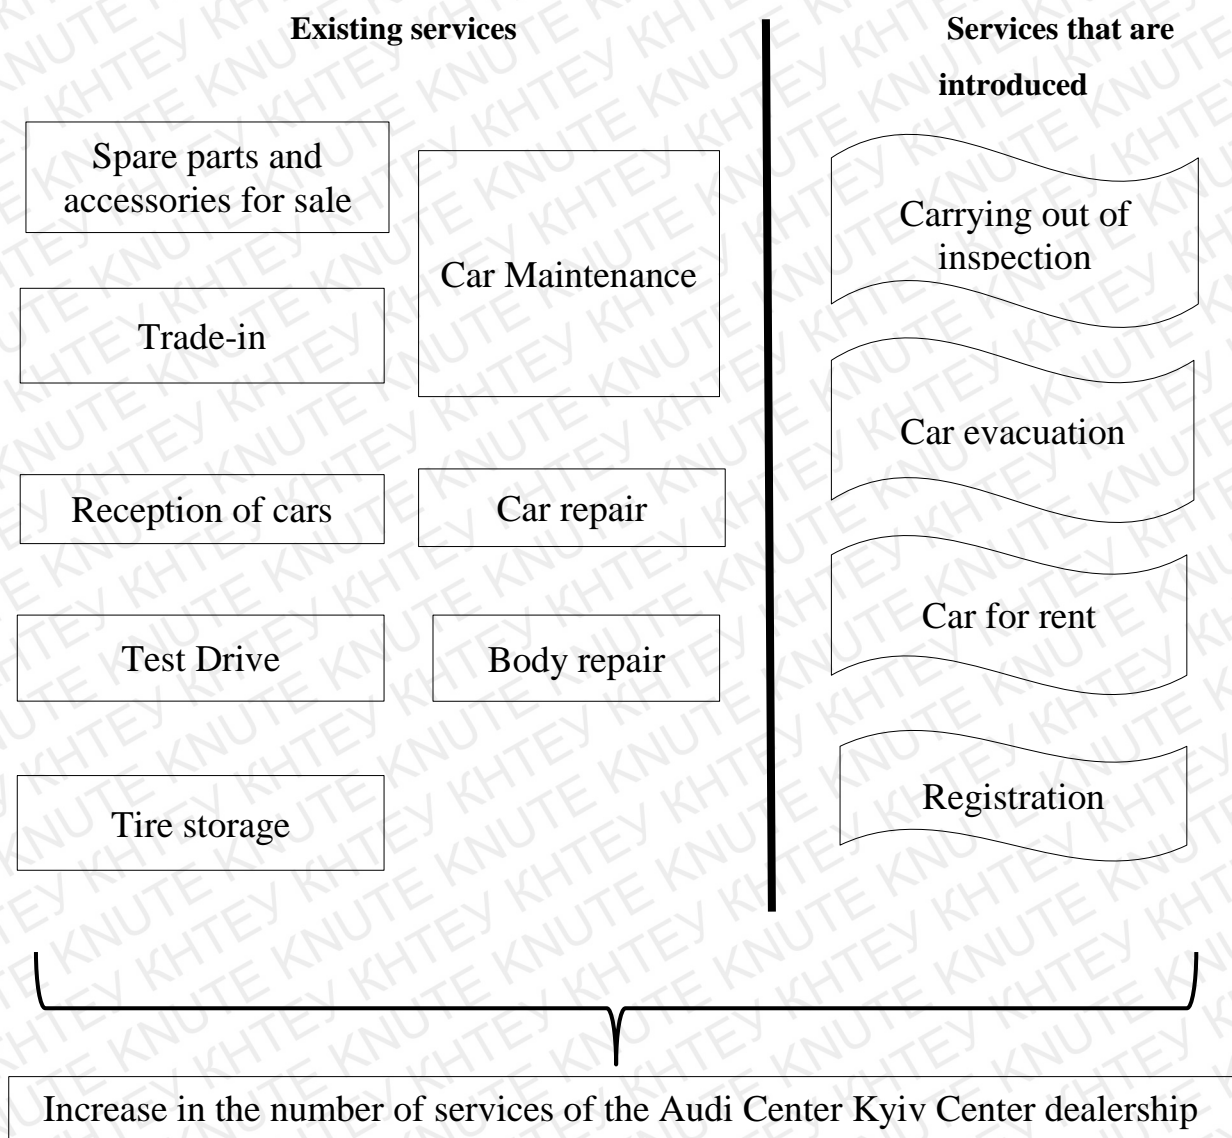 Existing services
Services that are
introduced
Spare parts and
accessories for sale
Car Maintenance
Trade-in
Reception of cars
Car repair
Test Drive
Body repair
Tire storage
Carrying out of
inspection
Car evacuation
Car for rent
Registration
Increase in the number of services of the Audi Center Kyiv Center dealership